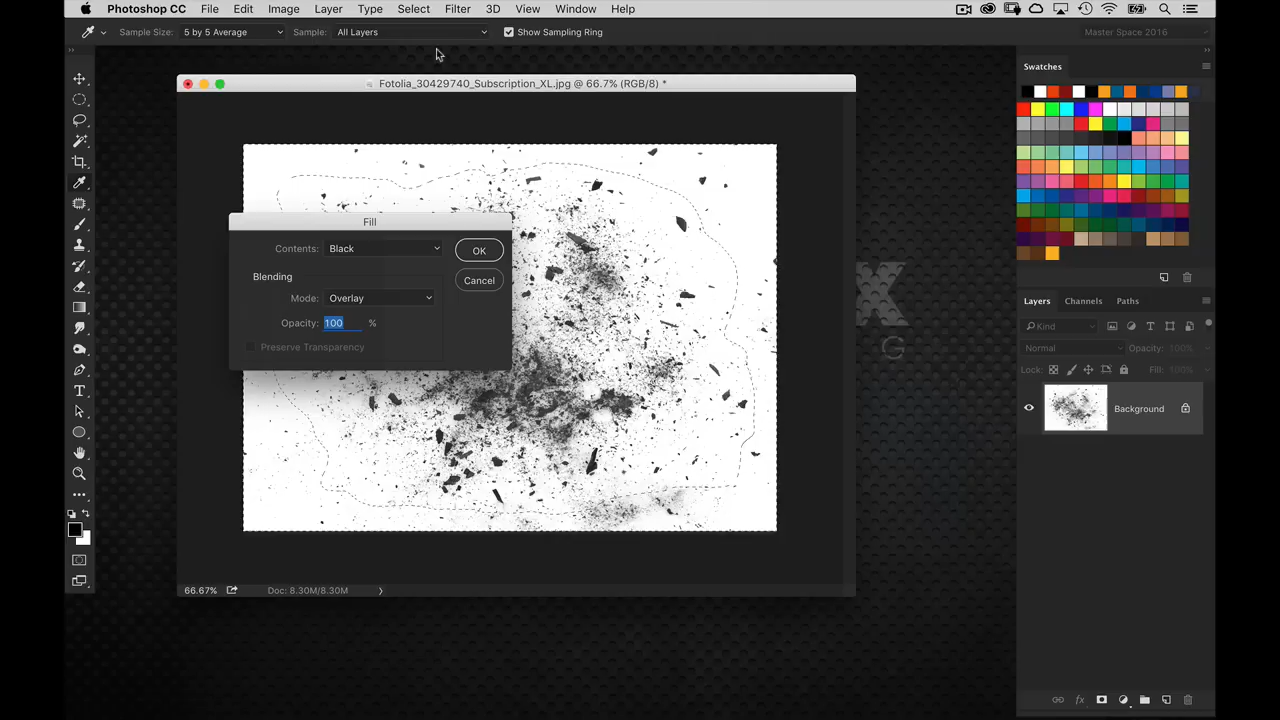 Photoshop CC File Edit Image Layer Type Select Filter 3D View Window Help
Sample Size: 5 by 5 Average Sample: All Layers Show Sampling Ring Master Space 2016
Fotolia_30429740_Subscription_XL.jpg @ 66.7% (RGB/8) *
Swatches
Fill
Contents: Black OK
Blending Cancel
Mode: Overlay
Opacity: 100 %
Preserve Transparency
X
G
Layers Channels Paths
Kind
Normal Opacity: 100%
Lock: Fill: 100%
Background
66.67% Doc: 8.30M/8.30M